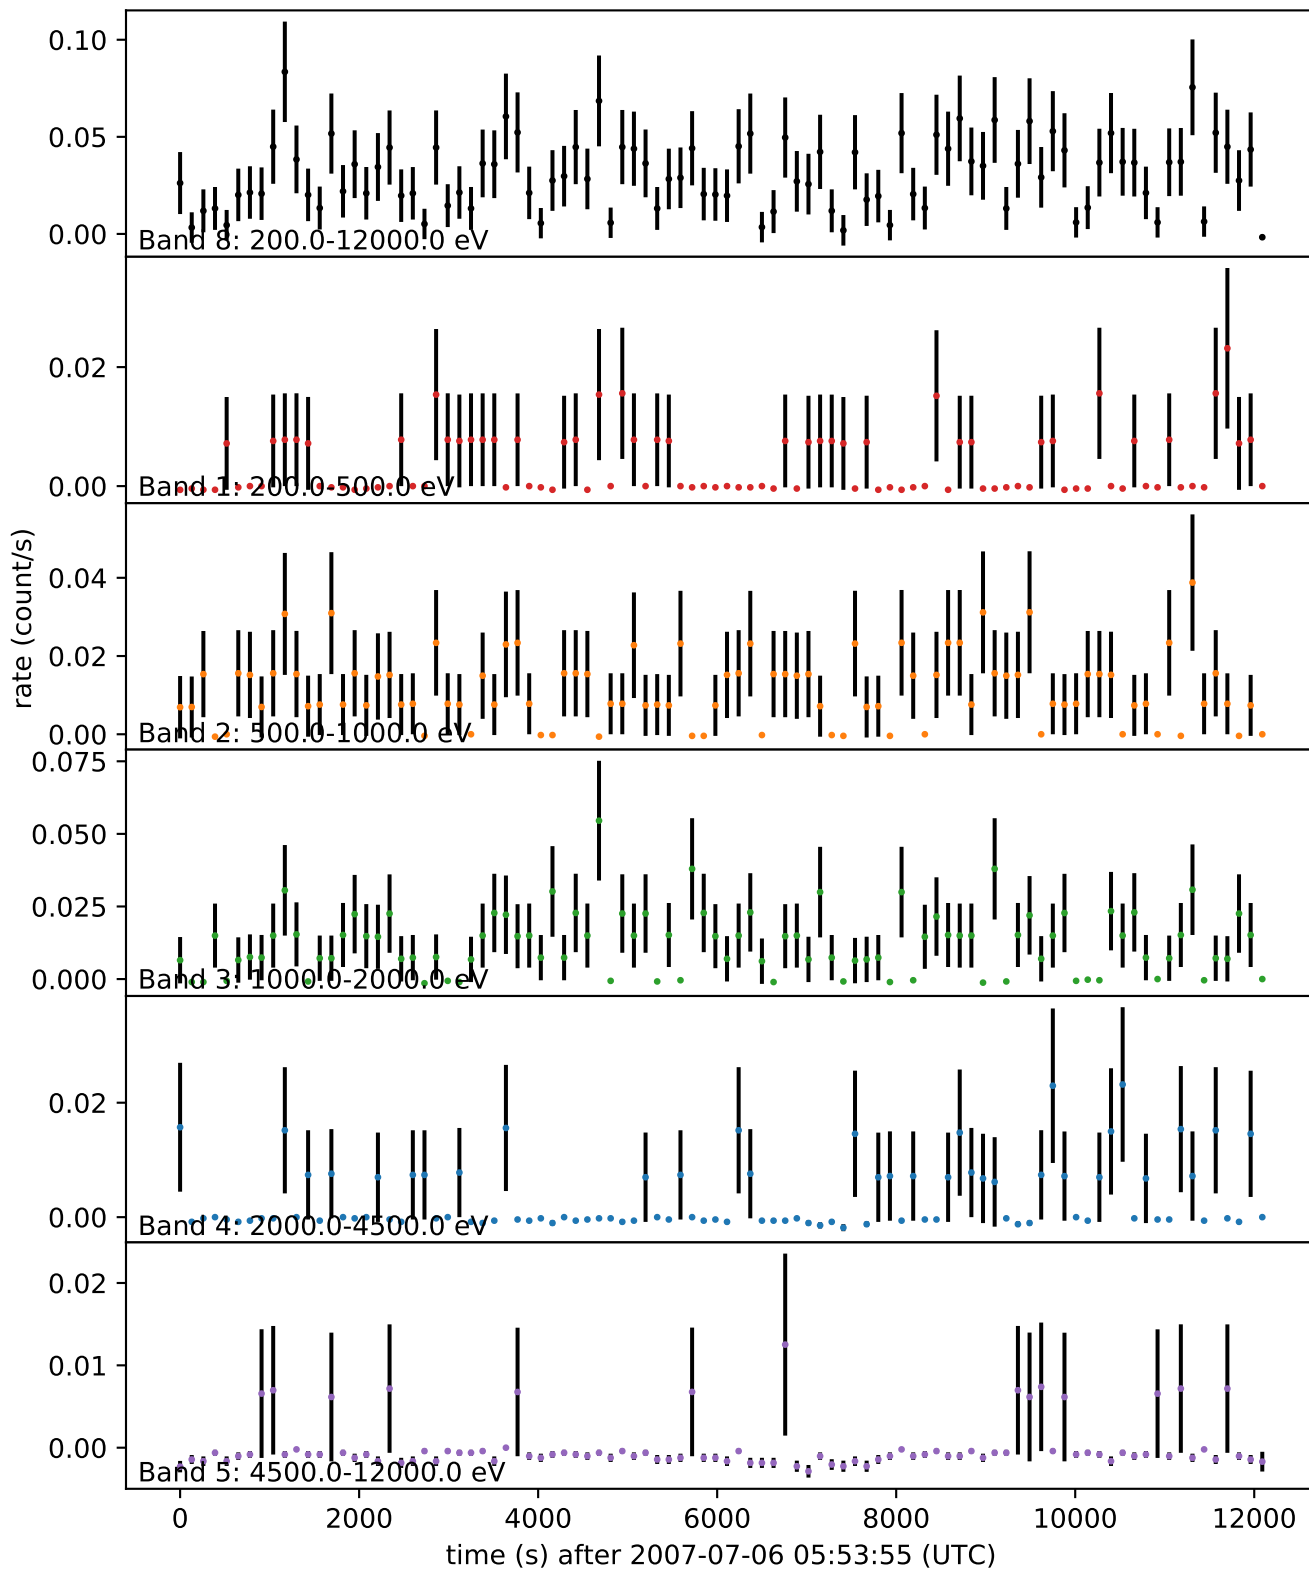 0.10
0.05
0.00
Band 8: 200.0-12000.0 eV
0.02
0.00
Band 1: 200.0-500.0 eV
rate (count/s)
0.04
0.02
0.00
Band 2: 500.0-1000.0 eV
0.075
0.050
0.025
0.000
Band 3: 1000.0-2000.0 eV
0.02
0.00
Band 4: 2000.0-4500.0 eV
0.02
0.01
0.00
Band 5: 4500.0-12000.0 eV
0 2000 4000 6000 8000 10000 12000
time (s) after 2007-07-06 05:53:55 (UTC)